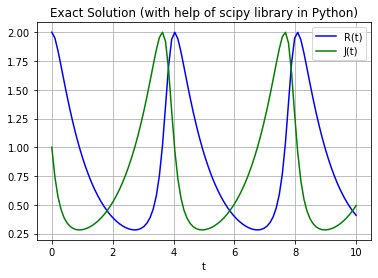 Exact Solution (with help of scipy library in Python)
2.00
1.75
1.50
1.25
1.00
0.75
0.50
0.25
R(t)
J(t)
0 2 4 6 8 10
t